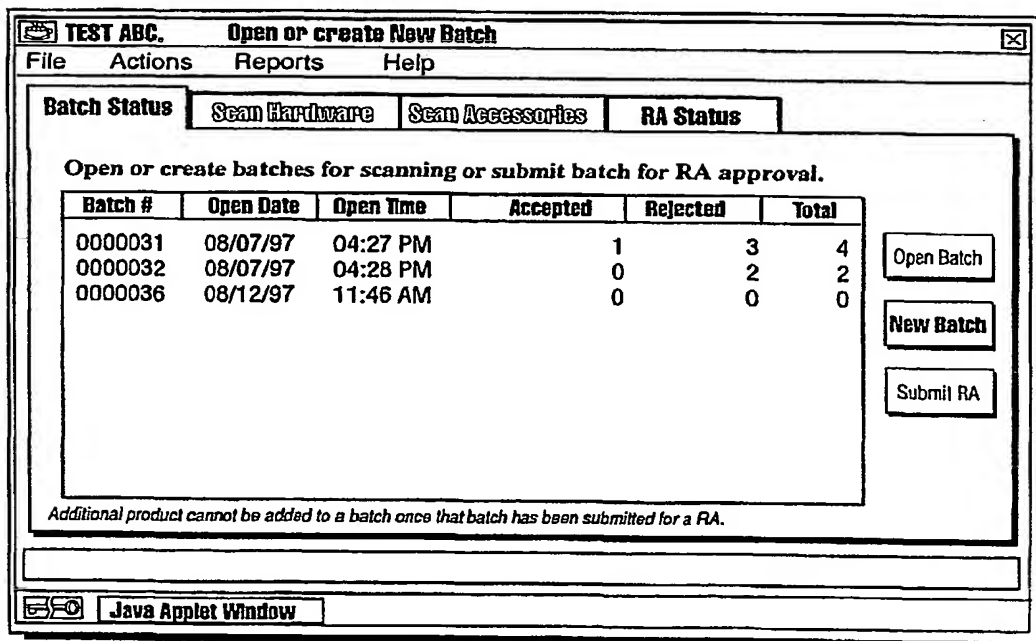 TEST ABC. Open or create New Batch
File Actions Reports Help
Batch Status Scan Hardware Scan Accessories RA Status
Open or create batches for scanning or submit batch for RA approval.
Batch # Open Date Open Time Accepted Rejected Total
0000031 08/07/97 04:27 PM 1 3 4
0000032 08/07/97 04:28 PM 0 2 2
0000036 08/12/97 11:46 AM 0 0 0
Open Batch
New Batch
Submil RA
Additional product cannot be added to a batch once that batch has been submitted for a RA.
Java Applet Window